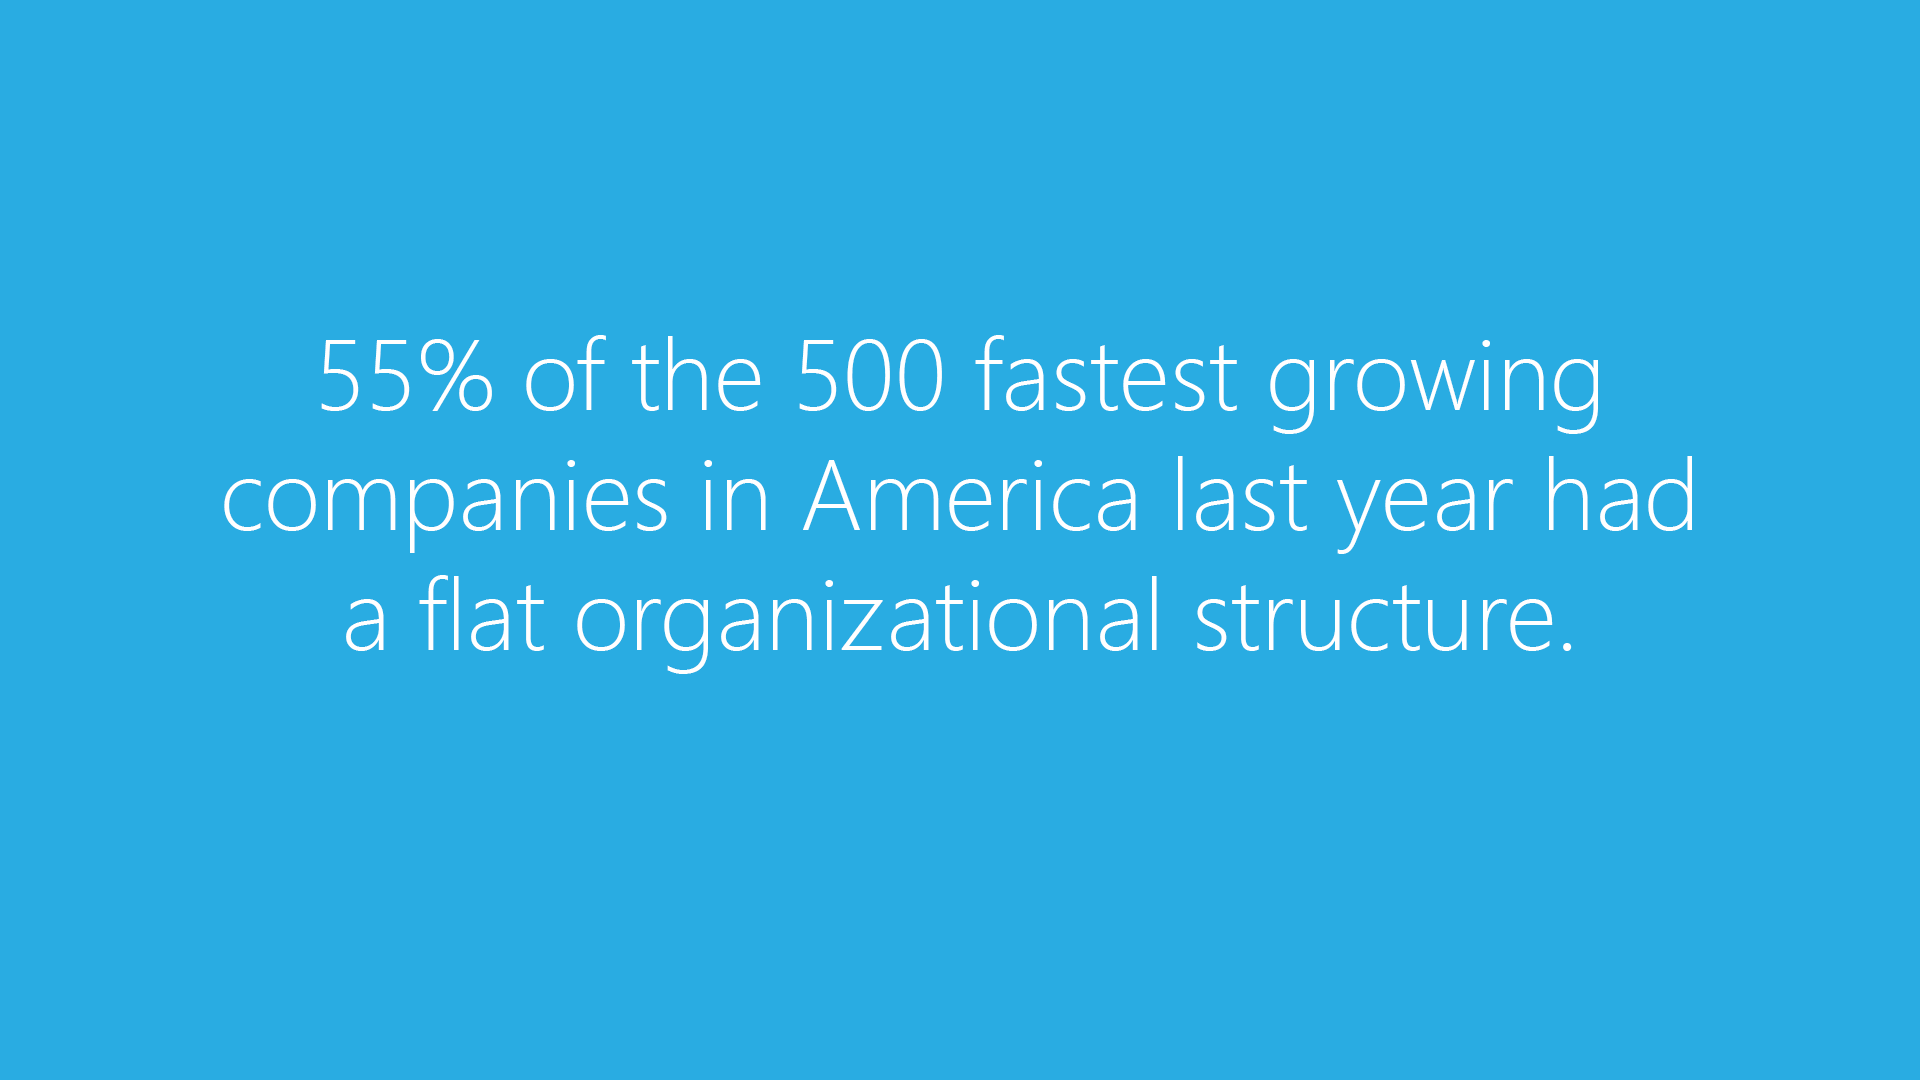 55% of the 500 fastest growing
companies in America last year had
a flat organizational structure.